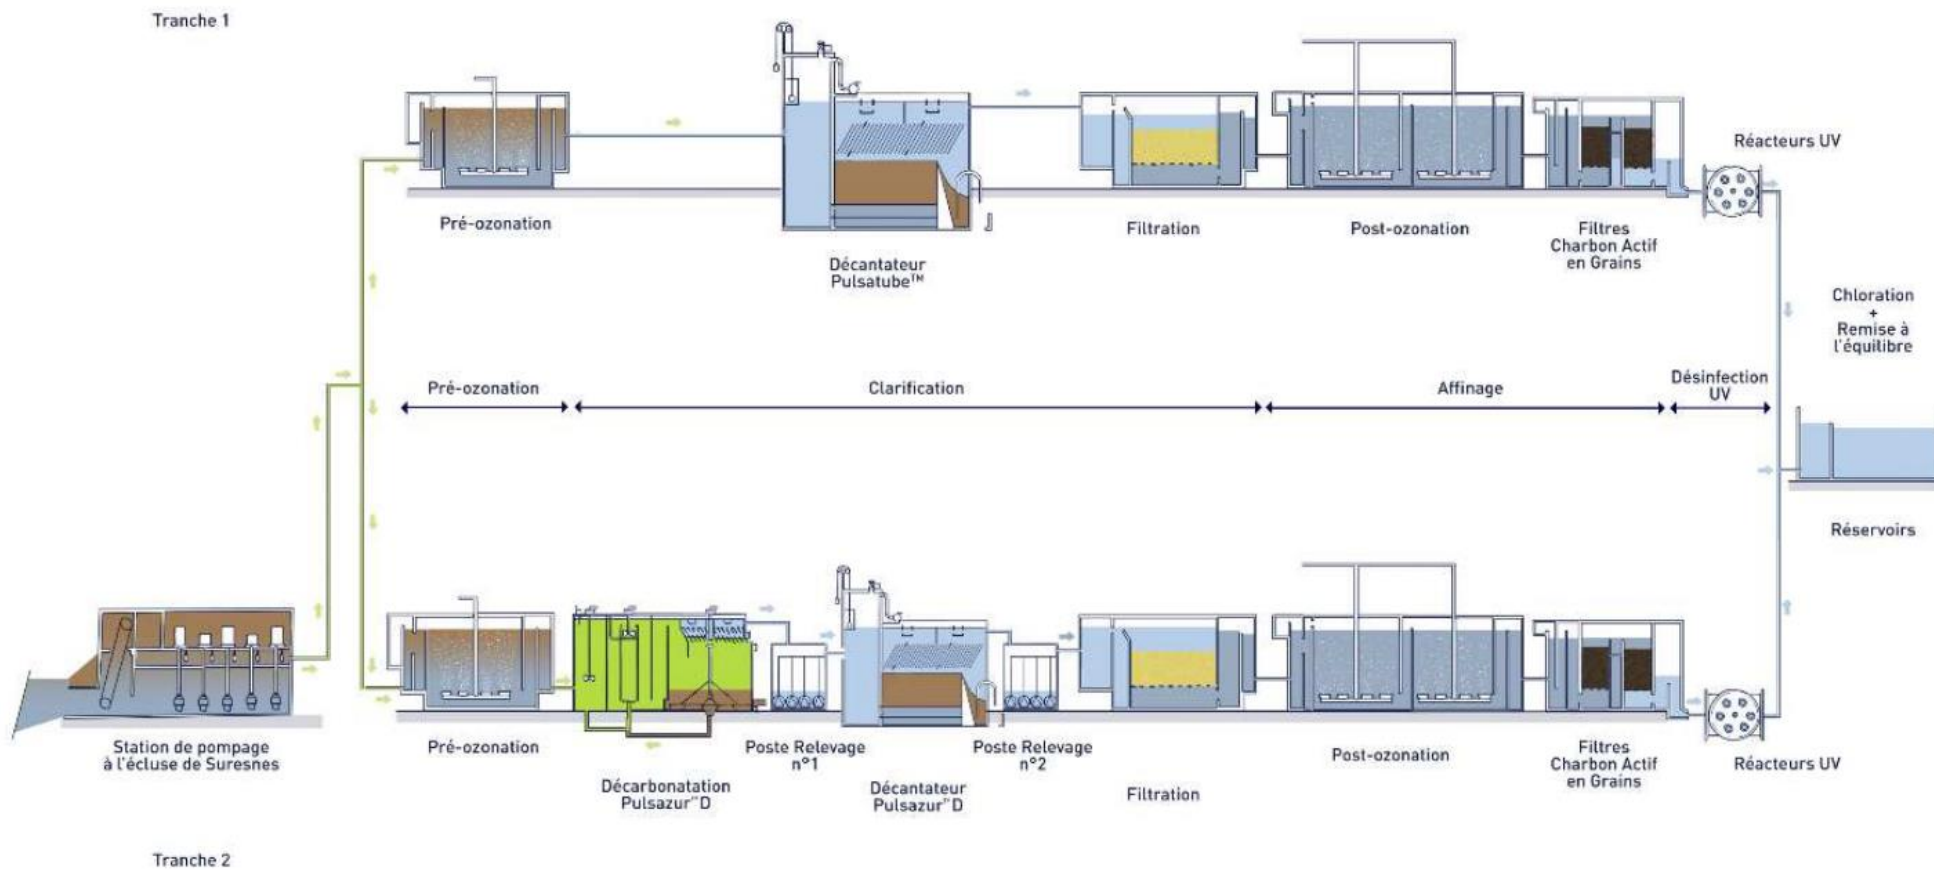 Tranche 1
Réacteurs UV
Pré-ozonation
Filtration
Post-ozonation
Filtres
Charbon Actif
en Grains
Décantateur
Pulsatube™
Chloration
+
Remise à
l'équilibre
Pré-ozonation
Clarification
Affinage
Désinfection
UV
Réservoirs
Station de pompage
à l'écluse de Suresnes
Pré-ozonation
Décarbonatation
Pulsazur"D
Poste Relevage
n°1
Décantateur
Pulsazur"D
Poste Relevage
n°2
Filtration
Post-ozonation
Filtres
Charbon Actif
en Grains
Réacteurs UV
Tranche 2